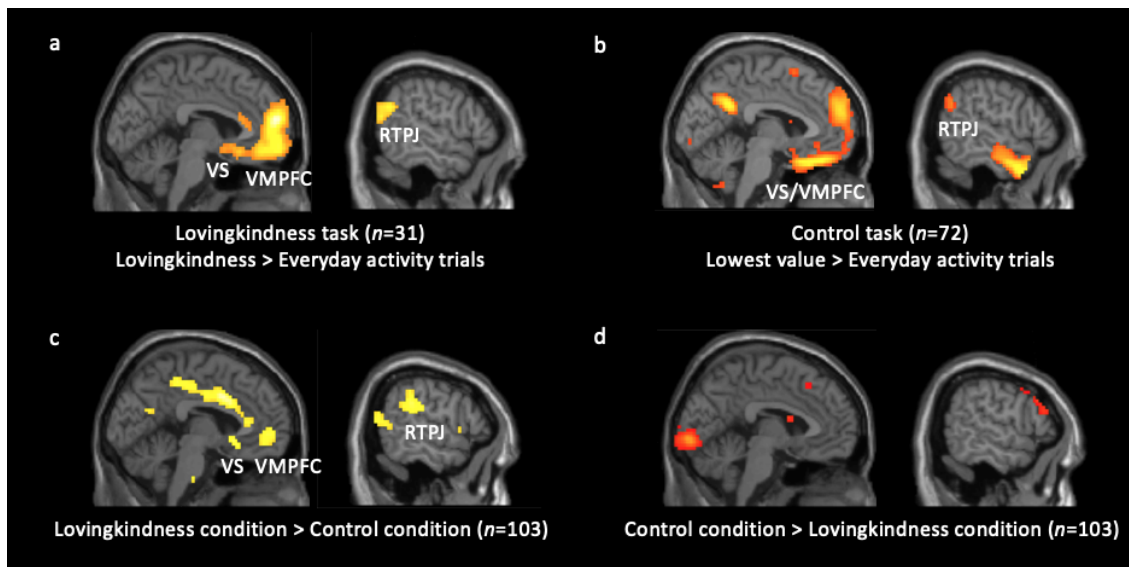 a
b
RTPJ
VS
VMPFC
RTPJ
VS/VMPFC
Lovingkindness task (n=31)
Lovingkindness > Everyday activity trials
Control task (n=72)
Lowest value > Everyday activity trials
c
d
RTPJ
VS
VMPFC
Lovingkindness condition > Control condition (n=103)
Control condition > Lovingkindness condition (n=103)